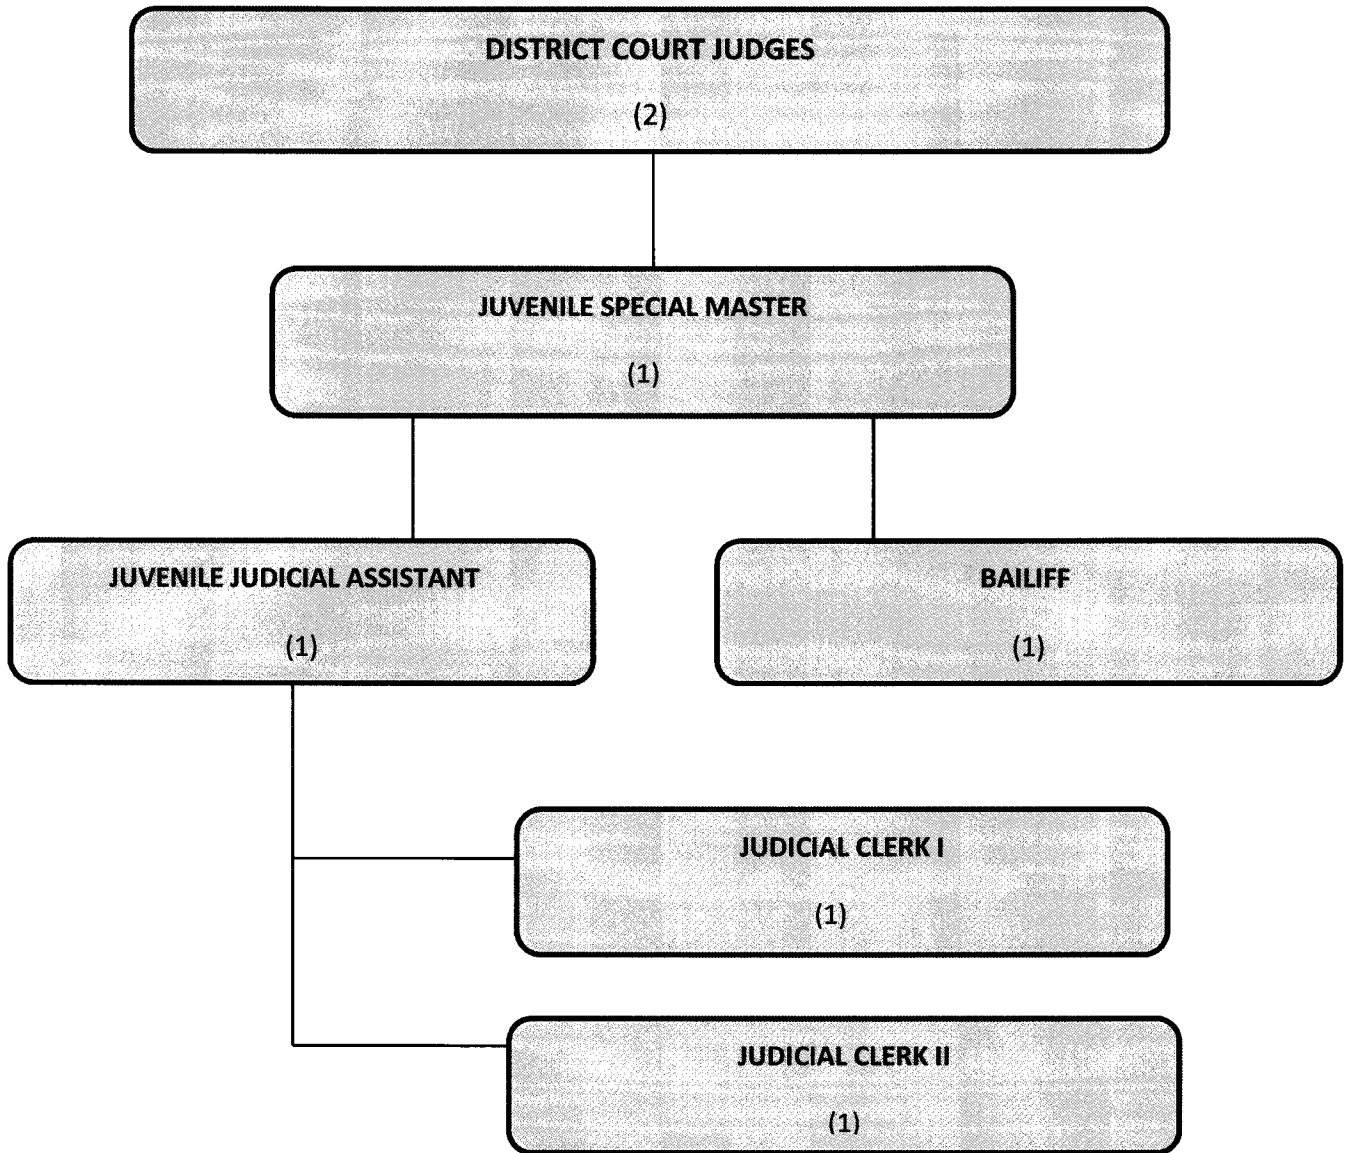 DISTRICT COURT JUDGES
(2)
JUVENILE SPECIAL MASTER
(1)
JUVENILE JUDICIAL ASSISTANT
(1)
BAILIFF
(1)
JUDICIAL CLERK I
(1)
JUDICIAL CLERK II
(1)